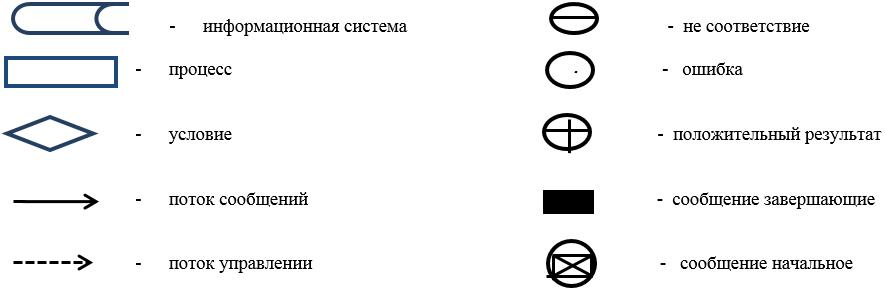 - информационная система
- не соответствие
- процесс
- ошибка
- условие
- положительный результат
- поток сообщений
- сообщение завершающие
- поток управлении
- сообщение начальное